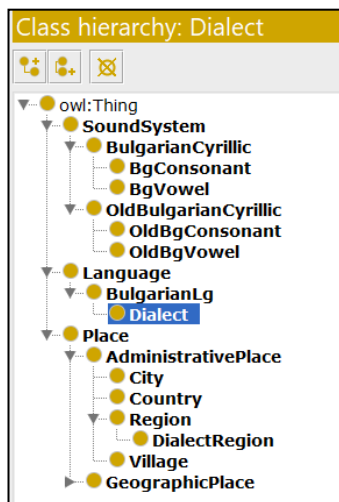 Class hierarchy: Dialect
owl:Thing
SoundSystem
BulgarianCyrillic
BgConsonant
BgVowel
OldBulgarianCyrillic
OldBgConsonant
OldBgVowel
Language
BulgarianLg
Dialect
Place
AdministrativePlace
City
Country
Region
DialectRegion
Village
GeographicPlace